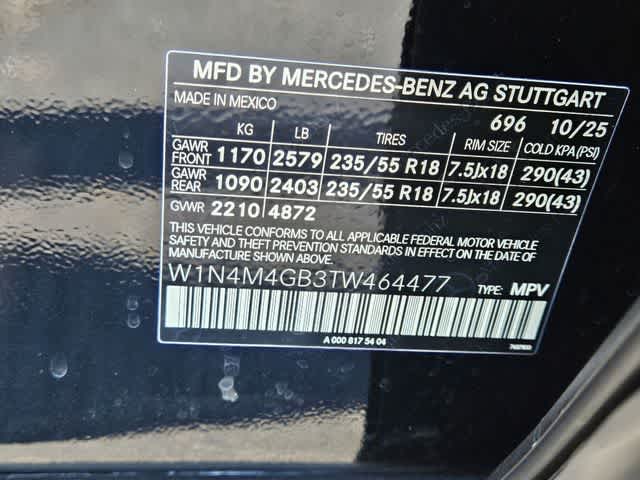 MFD BY MERCEDES-BENZ AG STUTTGART
MADE IN MEXICO 696 10/25
KG LB TIRES RIM SIZE COLD KPA(PSI)
GAWR FRONT 1170 2579 235/55 R18 7.5Jx18 290(43)
GAWR REAR 1090 2403 235/55 R18 7.5Jx18 290(43)
GVWR 2210 4872
THIS VEHICLE CONFORMS TO ALL APPLICABLE FEDERAL MOTOR VEHICLE
SAFETY AND THEFT PREVENTION STANDARDS IN EFFECT ON THE DATE OF
MANUFACTURE SHOWN ABOVE.
W1N4M4GB3TW464477 TYPE: MPV
A 000 817 54 04